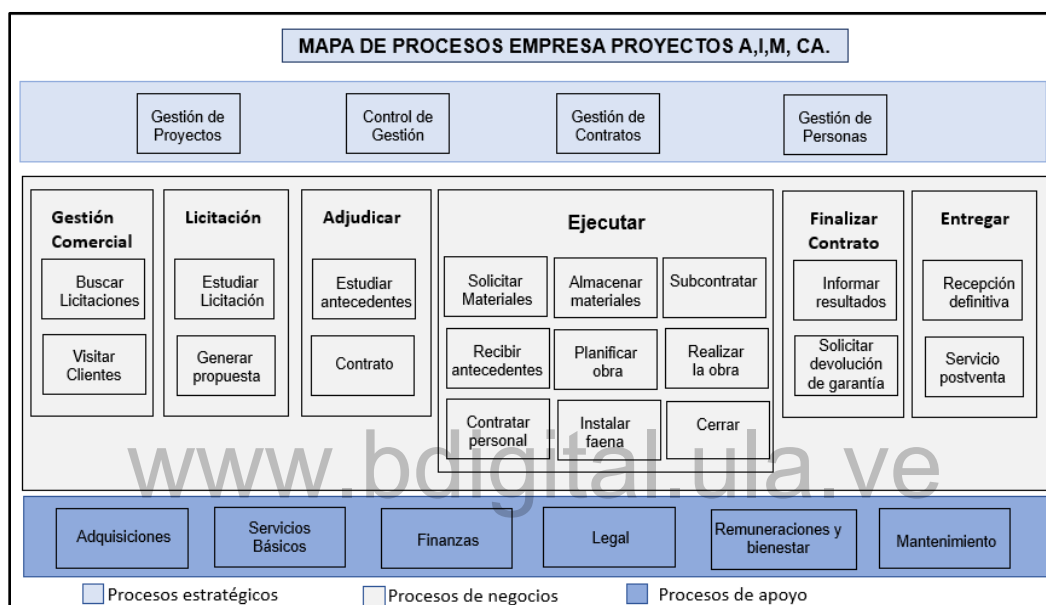 MAPA DE PROCESOS EMPRESA PROYECTOS A,I,M, CA.
Gestión de
Proyectos
Control de
Gestión
Gestión de
Contratos
Gestión de
Personas
Gestión
Comercial
Buscar
Licitaciones
Visitar
Clientes
Licitación
Estudiar
Licitación
Generar
propuesta
Adjudicar
Estudiar
antecedentes
Contrato
Ejecutar
Solicitar
Materiales
Almacenar
materiales
Subcontratar
Recibir
antecedentes
Planificar
obra
Realizar
la obra
Contratar
personal
Instalar
faena
Cerrar
Finalizar
Contrato
Informar
resultados
Solicitar
devolución
de garantía
Entregar
Recepción
definitiva
Servicio
postventa
www.bdigital.ula.ve
Adquisiciones
Servicios
Básicos
Finanzas
Legal
Remuneraciones y
bienestar
Mantenimiento
Procesos estratégicos
Procesos de negocios
Procesos de apoyo